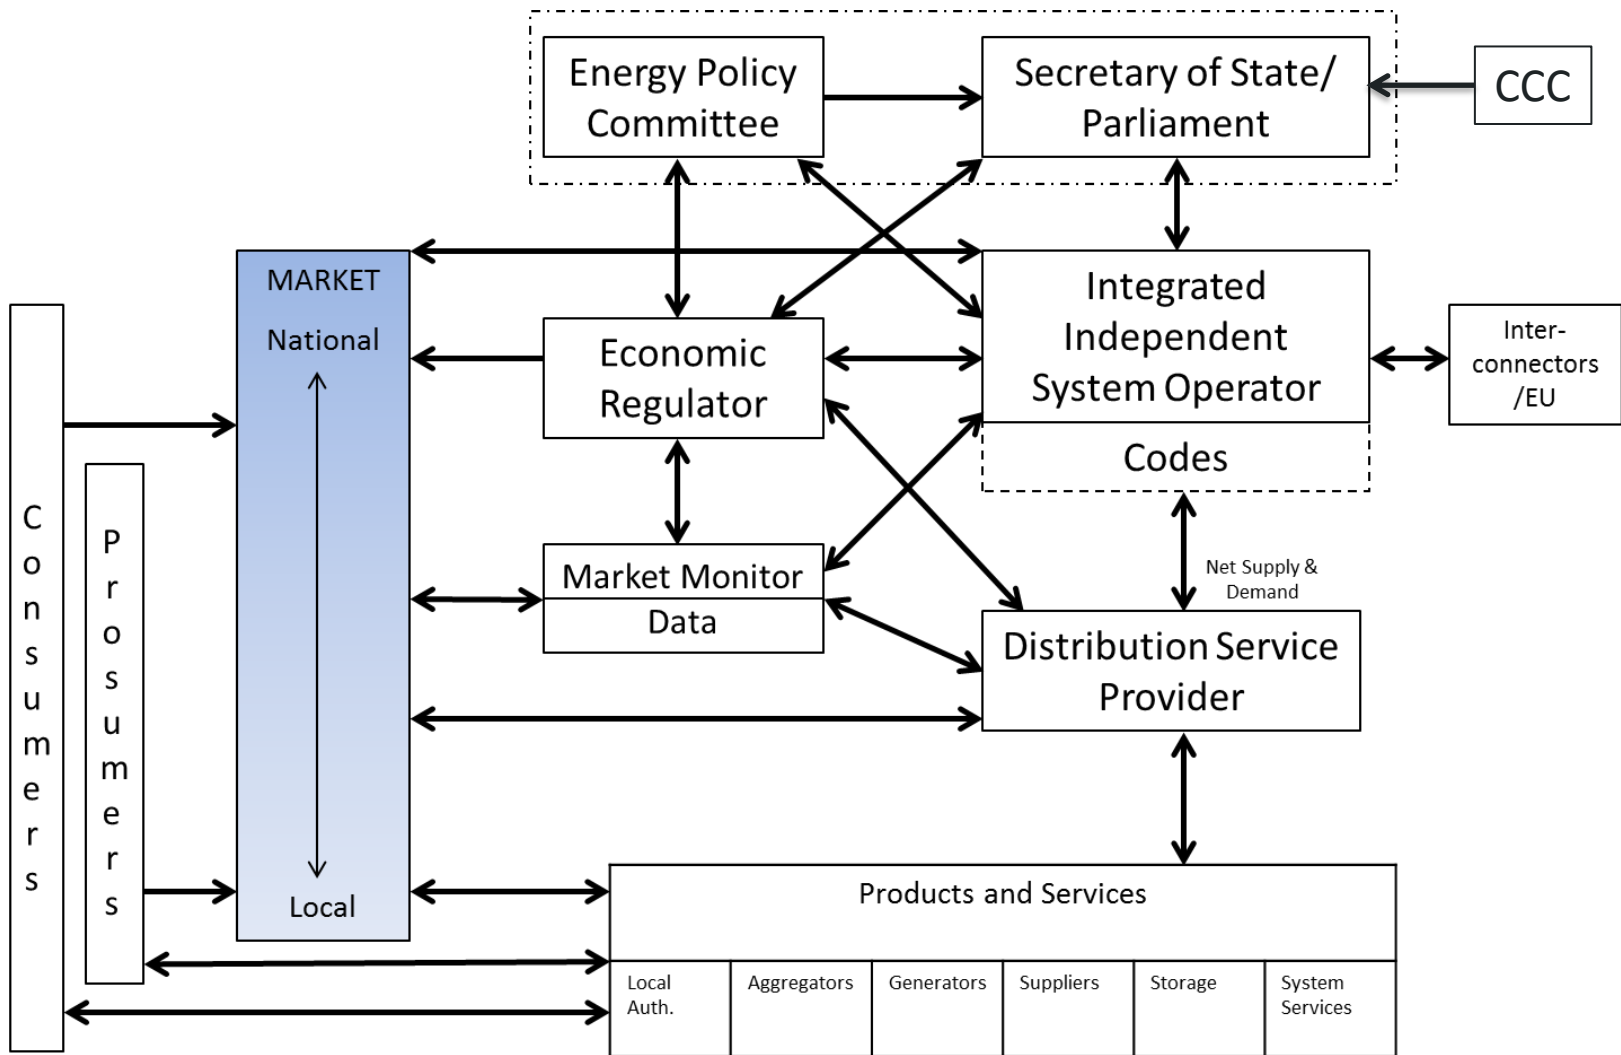 Energy Policy
Committee
Secretary of State/
Parliament
CCC
MARKET
National
Local
Economic
Regulator
Integrated
Independent
System Operator
Codes
Inter-
connectors
/EU
Consumers
Prosumers
Market Monitor
Data
Net Supply &
Demand
Distribution Service
Provider
Products and Services
Local
Auth.
Aggregators
Generators
Suppliers
Storage
System
Services